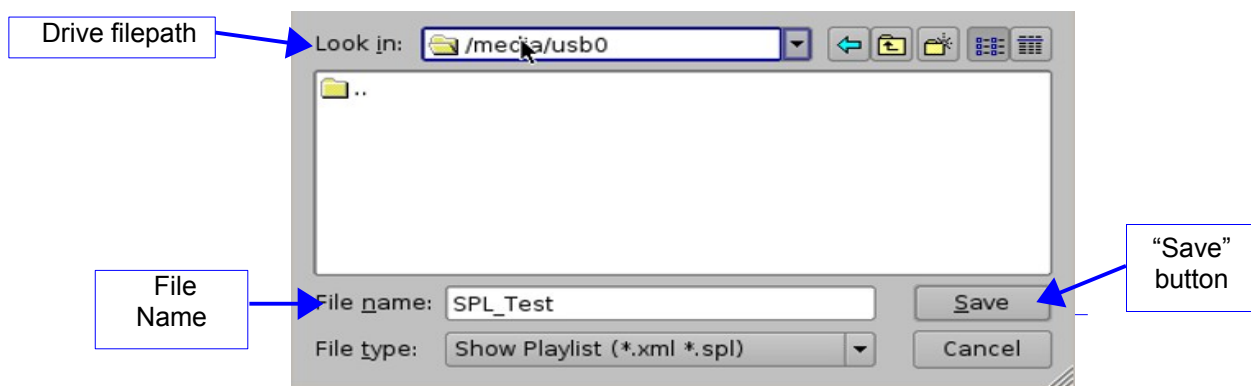 Drive filepath
Look in: /media/usb0
..
File name: SPL_Test
Save
File type: Show Playlist (*.xml *.spl)
Cancel
File
Name
“Save”
button